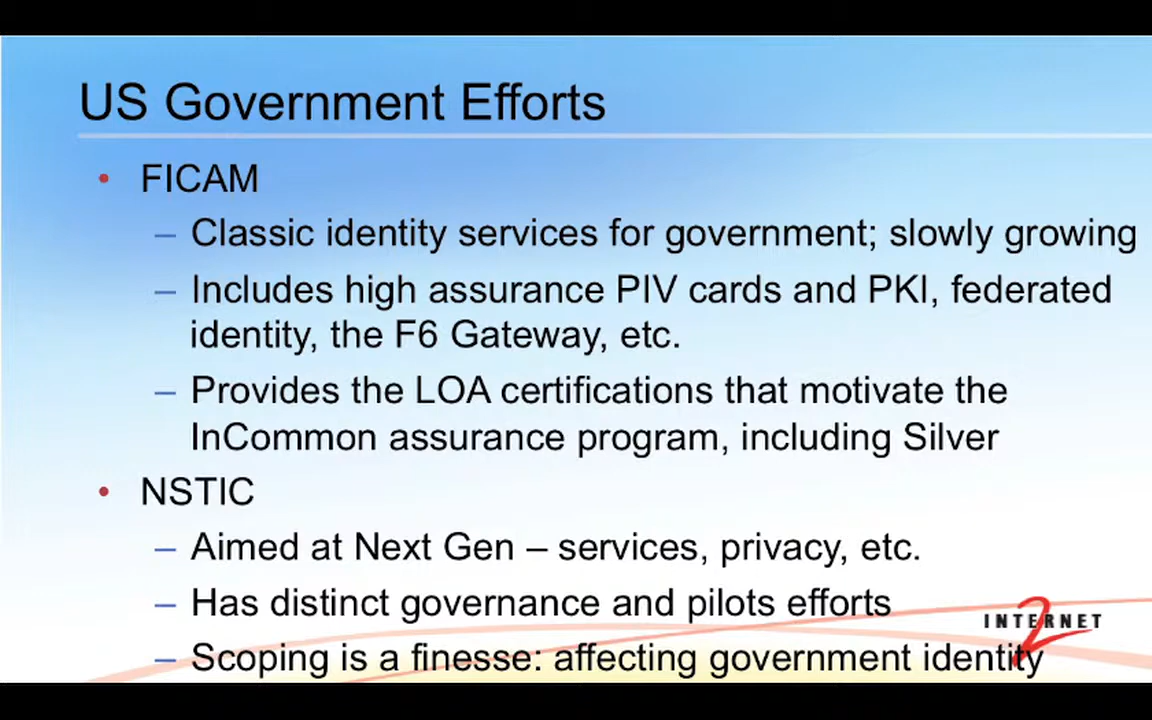 US Government Efforts
• FICAM
– Classic identity services for government; slowly growing
– Includes high assurance PIV cards and PKI, federated
identity, the F6 Gateway, etc.
– Provides the LOA certifications that motivate the
InCommon assurance program, including Silver
• NSTIC
– Aimed at Next Gen – services, privacy, etc.
– Has distinct governance and pilots efforts
INTERNET 2
– Scoping is a finesse: affecting government identity